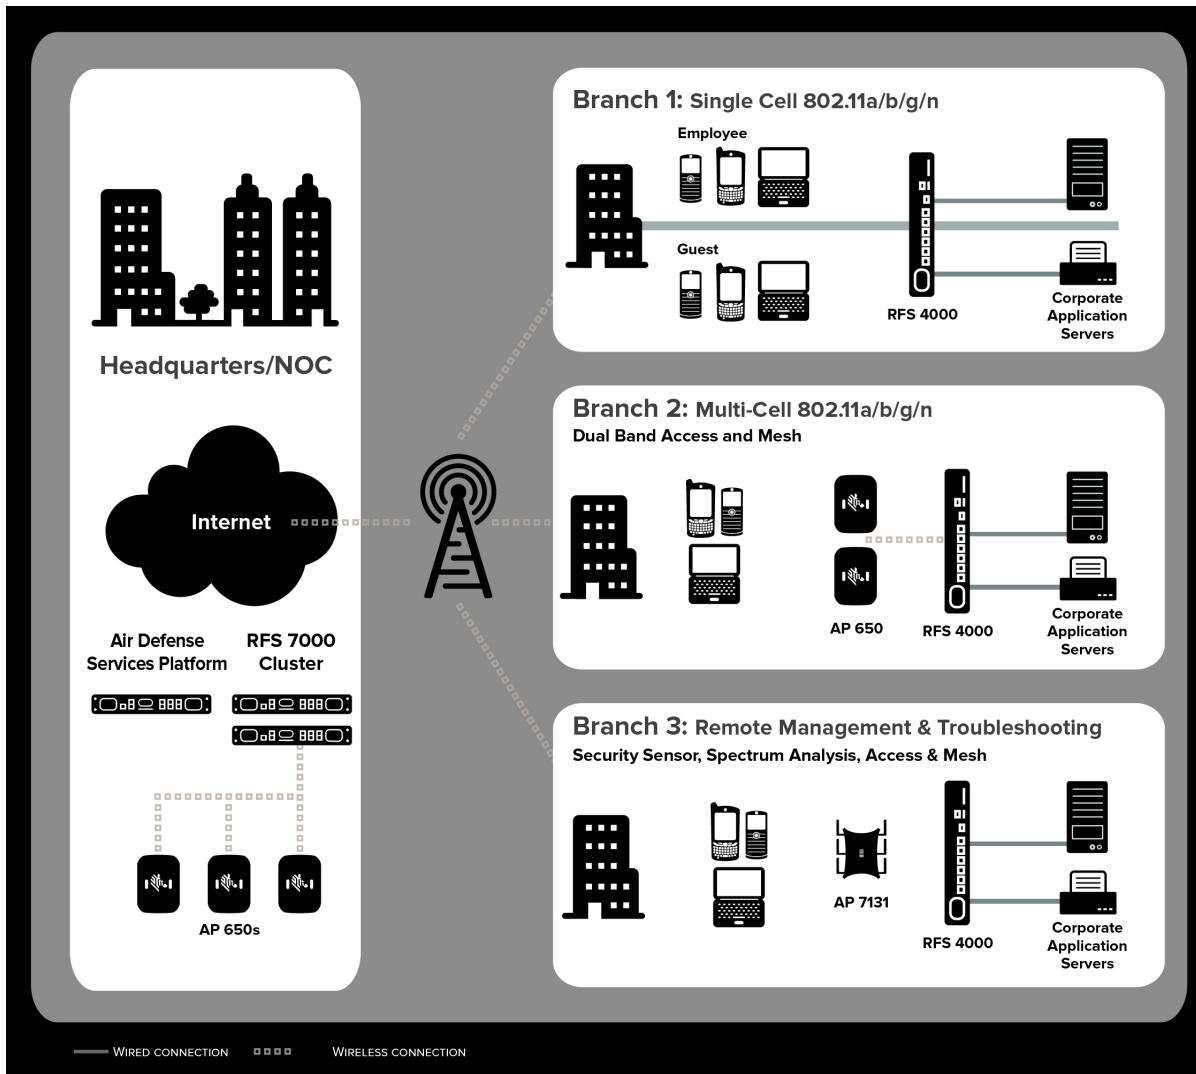 Headquarters/NOC
Internet
Air Defense
Services Platform
RFS 7000
Cluster
AP 650s
Branch 1: Single Cell 802.11a/b/g/n
Employee
Guest
RFS 4000
Corporate
Application
Servers
Branch 2: Multi-Cell 802.11a/b/g/n
Dual Band Access and Mesh
AP 650
RFS 4000
Corporate
Application
Servers
Branch 3: Remote Management & Troubleshooting
Security Sensor, Spectrum Analysis, Access & Mesh
AP 7131
RFS 4000
Corporate
Application
Servers
WIRED CONNECTION
WIRELESS CONNECTION